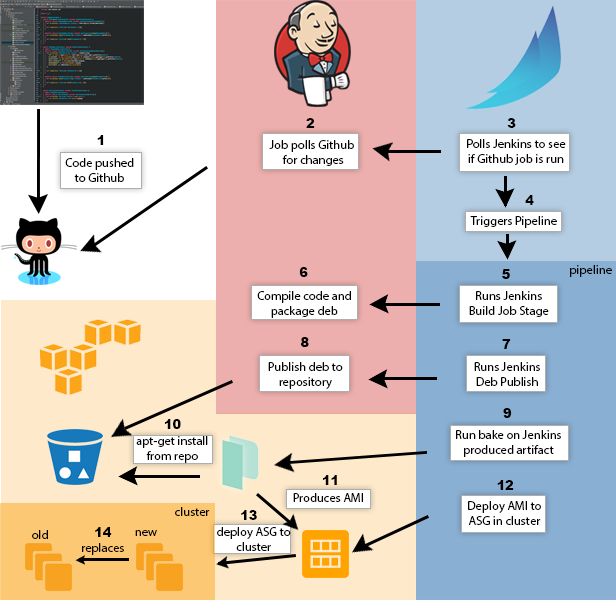 1
Code pushed
to Github
2
Job polls Github
for changes
3
Polls Jenkins to see
if Github job is run
4
Triggers Pipeline
pipeline
5
Runs Jenkins
Build Job Stage
6
Compile code and
package deb
7
Runs Jenkins
Deb Publish
8
Publish deb to
repository
9
Run bake on Jenkins
produced artifact
10
apt-get install
from repo
11
Produces AMI
12
Deploy AMI to
ASG in cluster
13
deploy ASG to
cluster
cluster
old
14
replaces
new